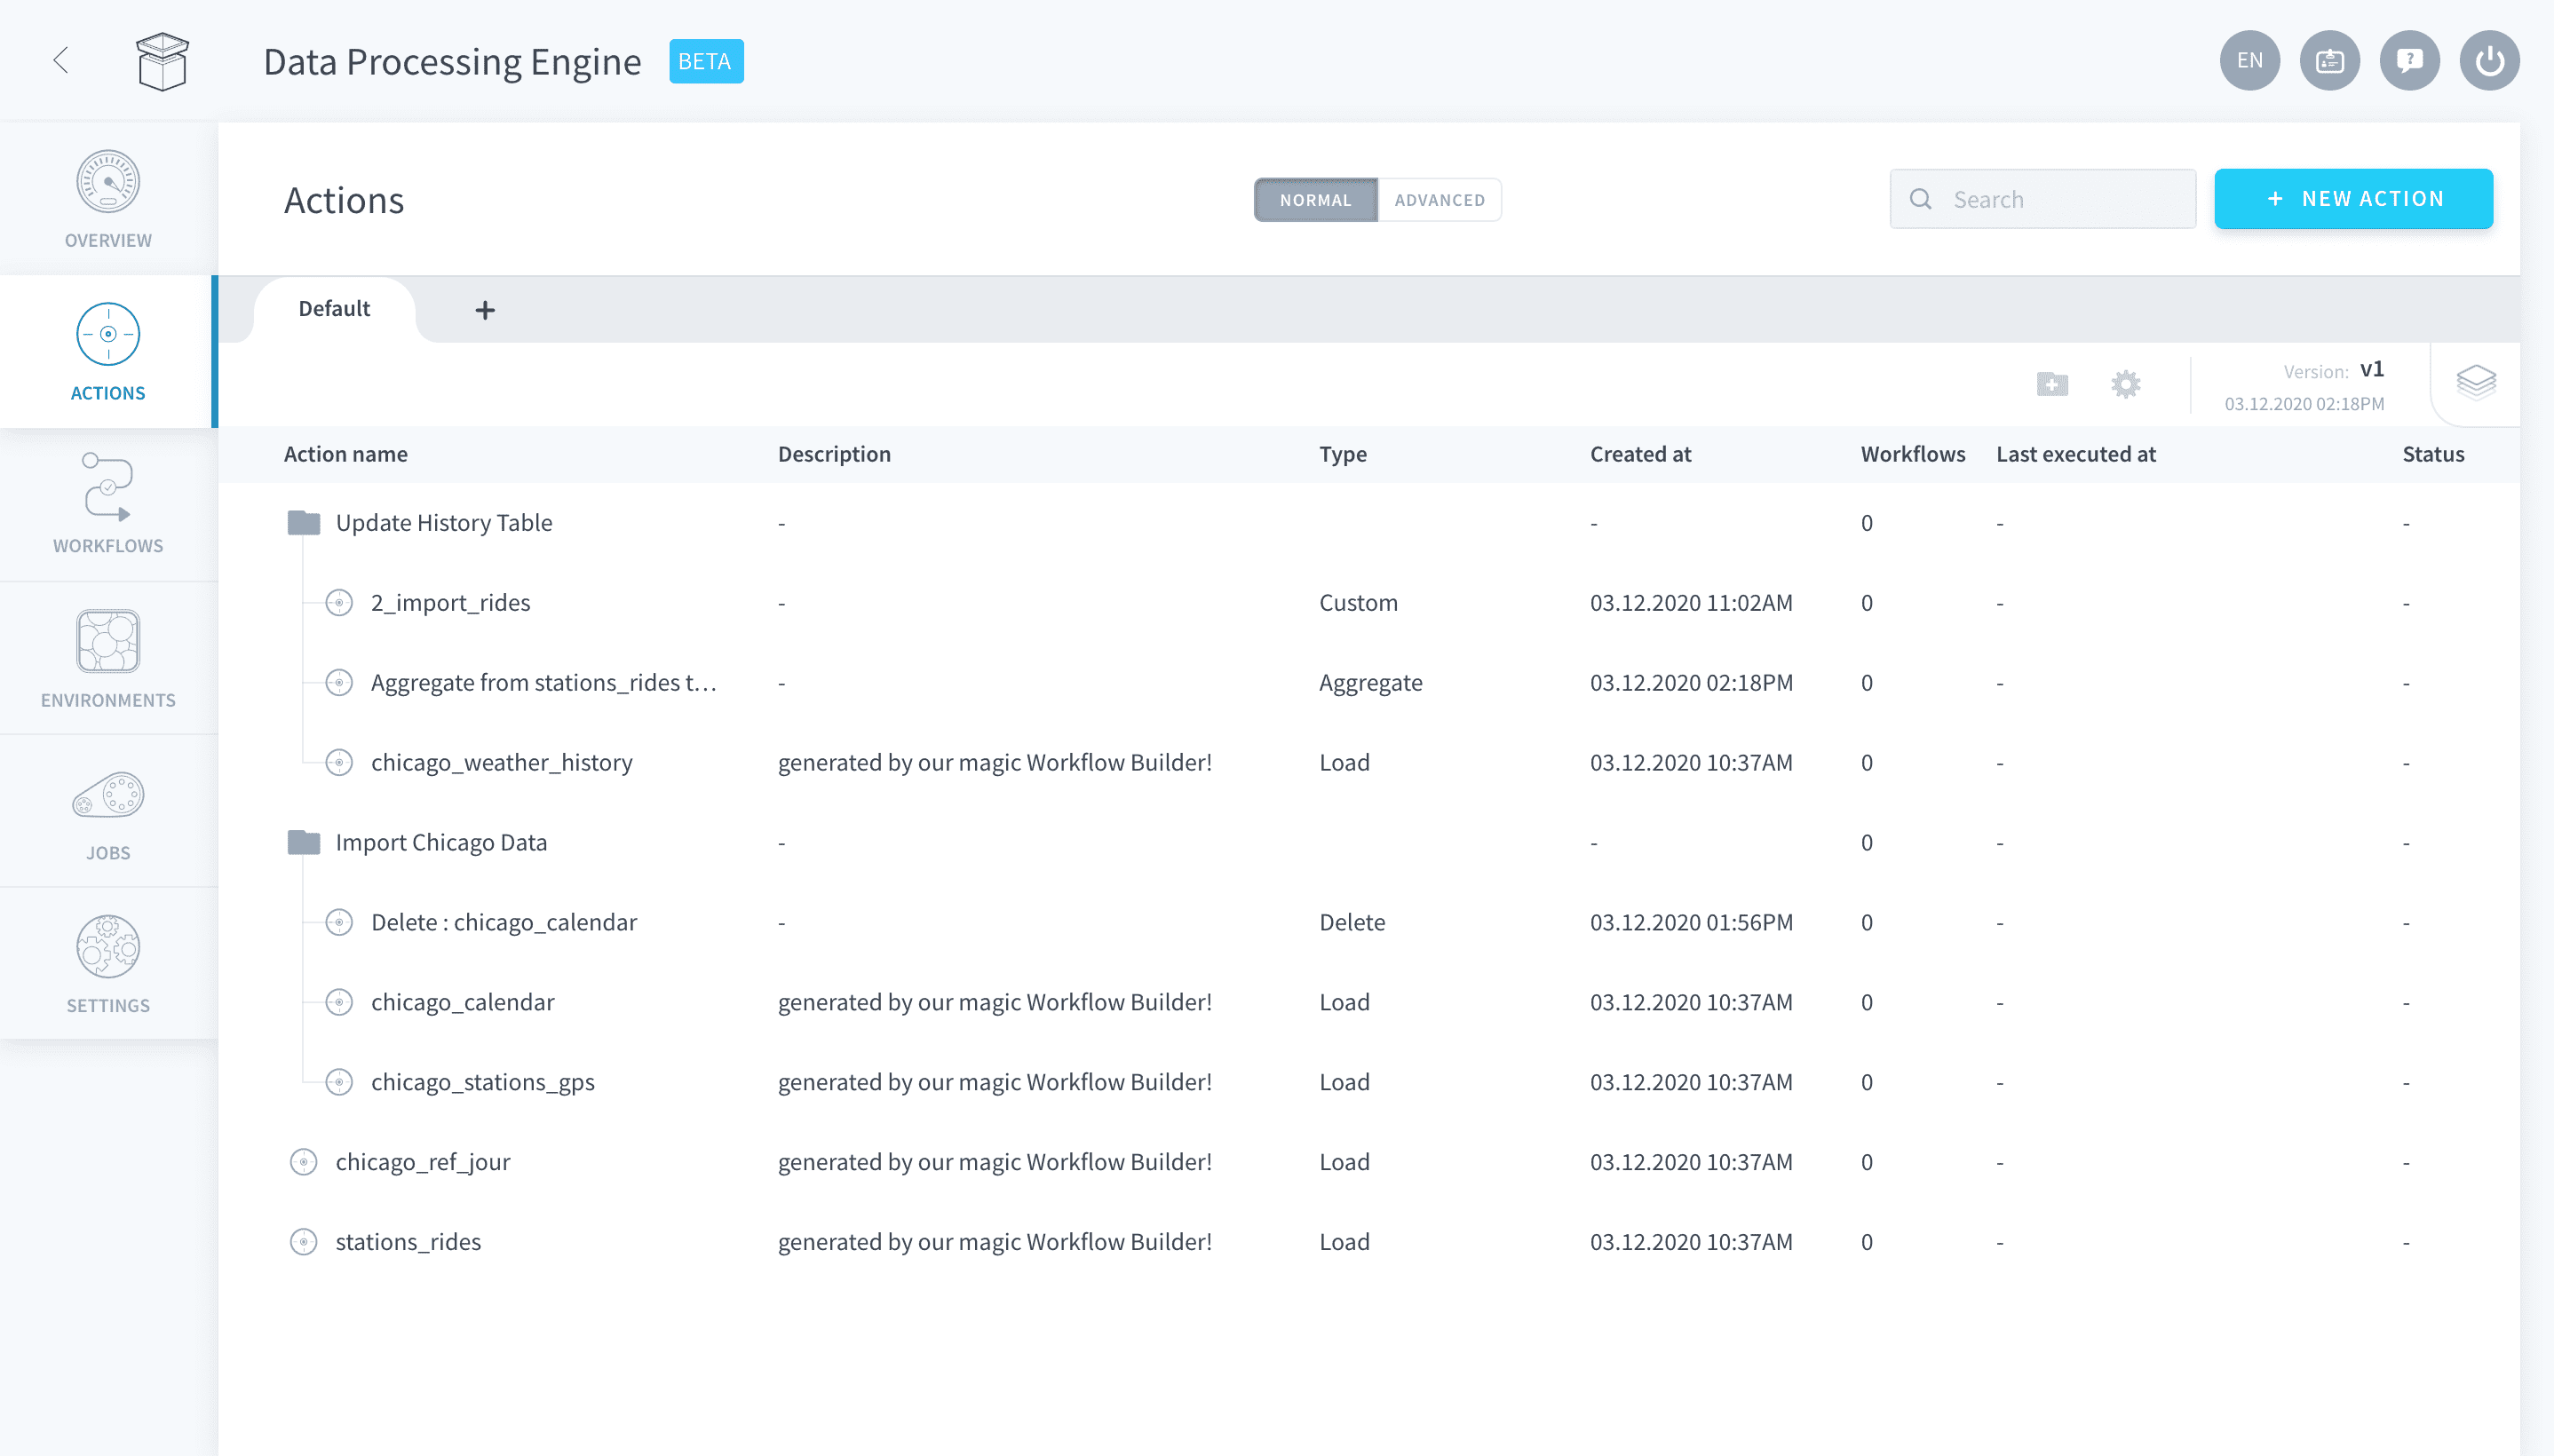 Data Processing Engine BETA
EN
OVERVIEW
ACTIONS
WORKFLOWS
ENVIRONMENTS
JOBS
SETTINGS
Actions
NORMAL ADVANCED
Search
+ NEW ACTION
Default +
Version: v1
03.12.2020 02:18PM
Action name Description Type Created at Workflows Last executed at Status
Update History Table - - 0 - -
2_import_rides - Custom 03.12.2020 11:02AM 0 - -
Aggregate from stations_rides t... - Aggregate 03.12.2020 02:18PM 0 - -
chicago_weather_history generated by our magic Workflow Builder! Load 03.12.2020 10:37AM 0 - -
Import Chicago Data - - 0 - -
Delete : chicago_calendar - Delete 03.12.2020 01:56PM 0 - -
chicago_calendar generated by our magic Workflow Builder! Load 03.12.2020 10:37AM 0 - -
chicago_stations_gps generated by our magic Workflow Builder! Load 03.12.2020 10:37AM 0 - -
chicago_ref_jour generated by our magic Workflow Builder! Load 03.12.2020 10:37AM 0 - -
stations_rides generated by our magic Workflow Builder! Load 03.12.2020 10:37AM 0 - -